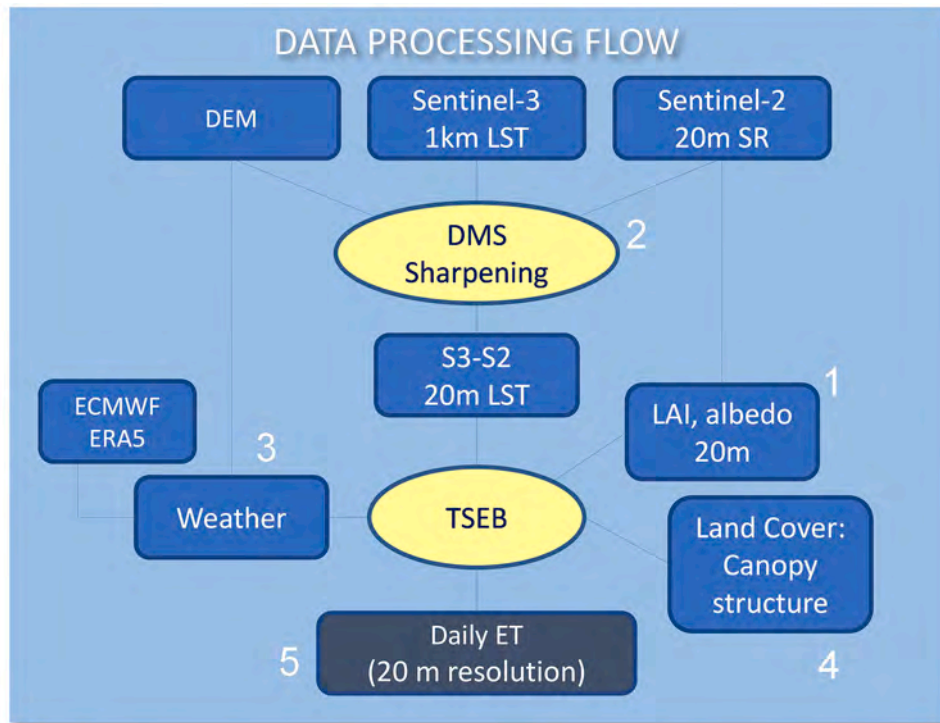 DATA PROCESSING FLOW
DEM
Sentinel-3
1km LST
Sentinel-2
20m SR
DMS
Sharpening
2
S3-S2
20m LST
1
ECMWF
ERA5
LAI, albedo
20m
3
Weather
TSEB
Land Cover:
Canopy
structure
Daily ET
(20 m resolution)
5
4